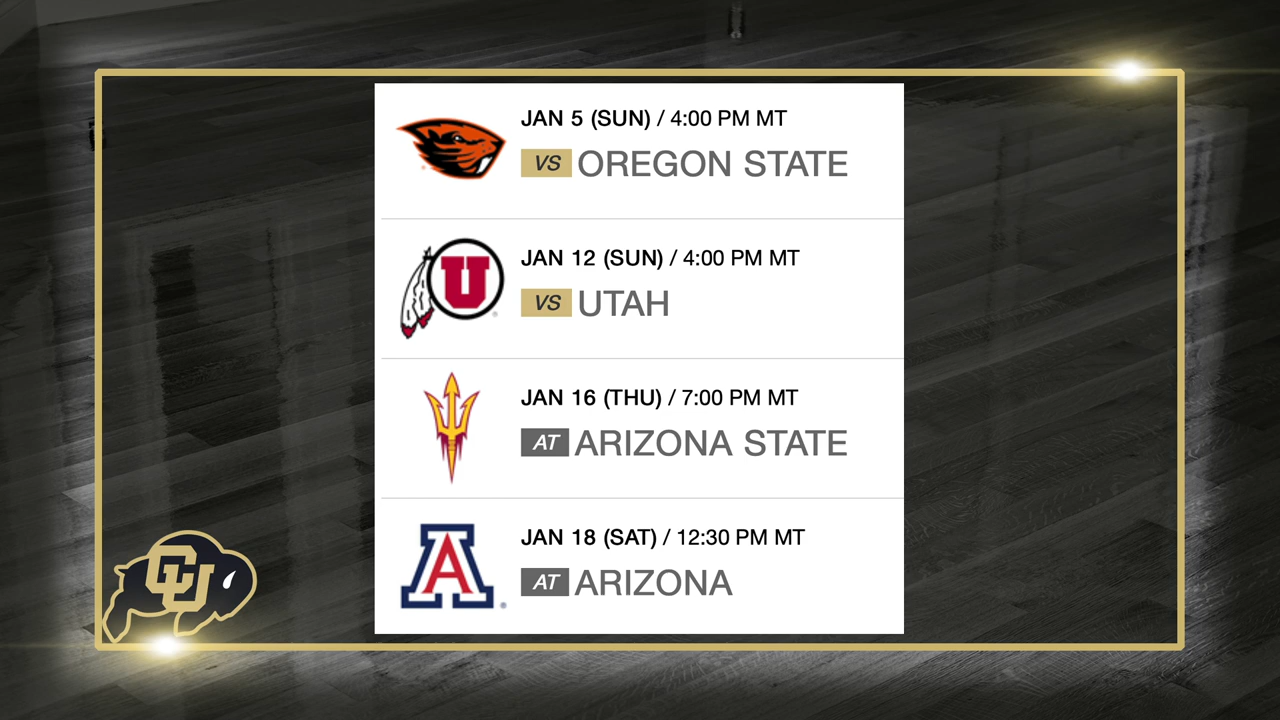 JAN 5 (SUN) / 4:00 PM MT
VS OREGON STATE
U
JAN 12 (SUN) / 4:00 PM MT
VS UTAH
JAN 16 (THU) / 7:00 PM MT
AT ARIZONA STATE
A
JAN 18 (SAT) / 12:30 PM MT
AT ARIZONA
CU